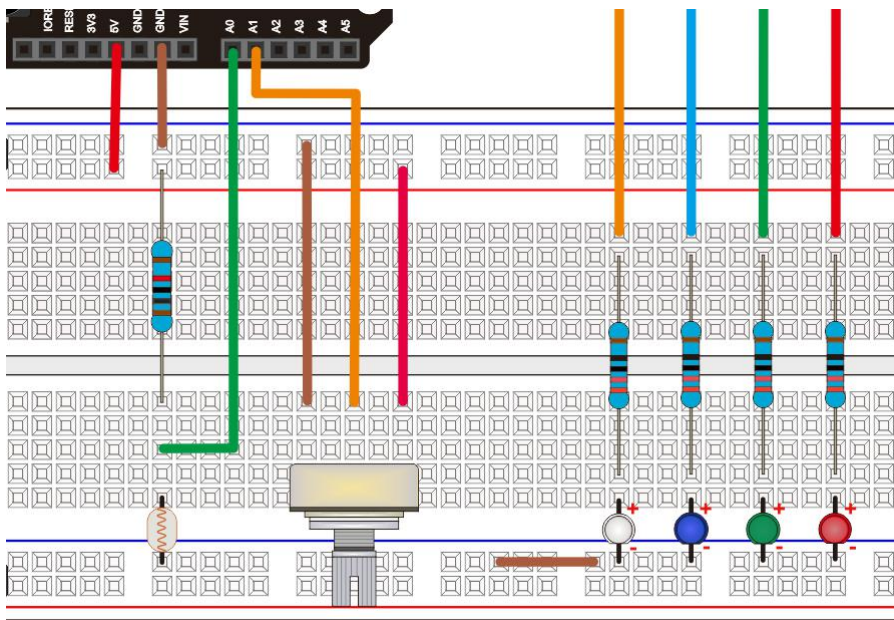 IORE
RES
3V3
5V
GND
GND
VIN
A0
A1
A2
A3
A4
A5
+ + + +
- - - -